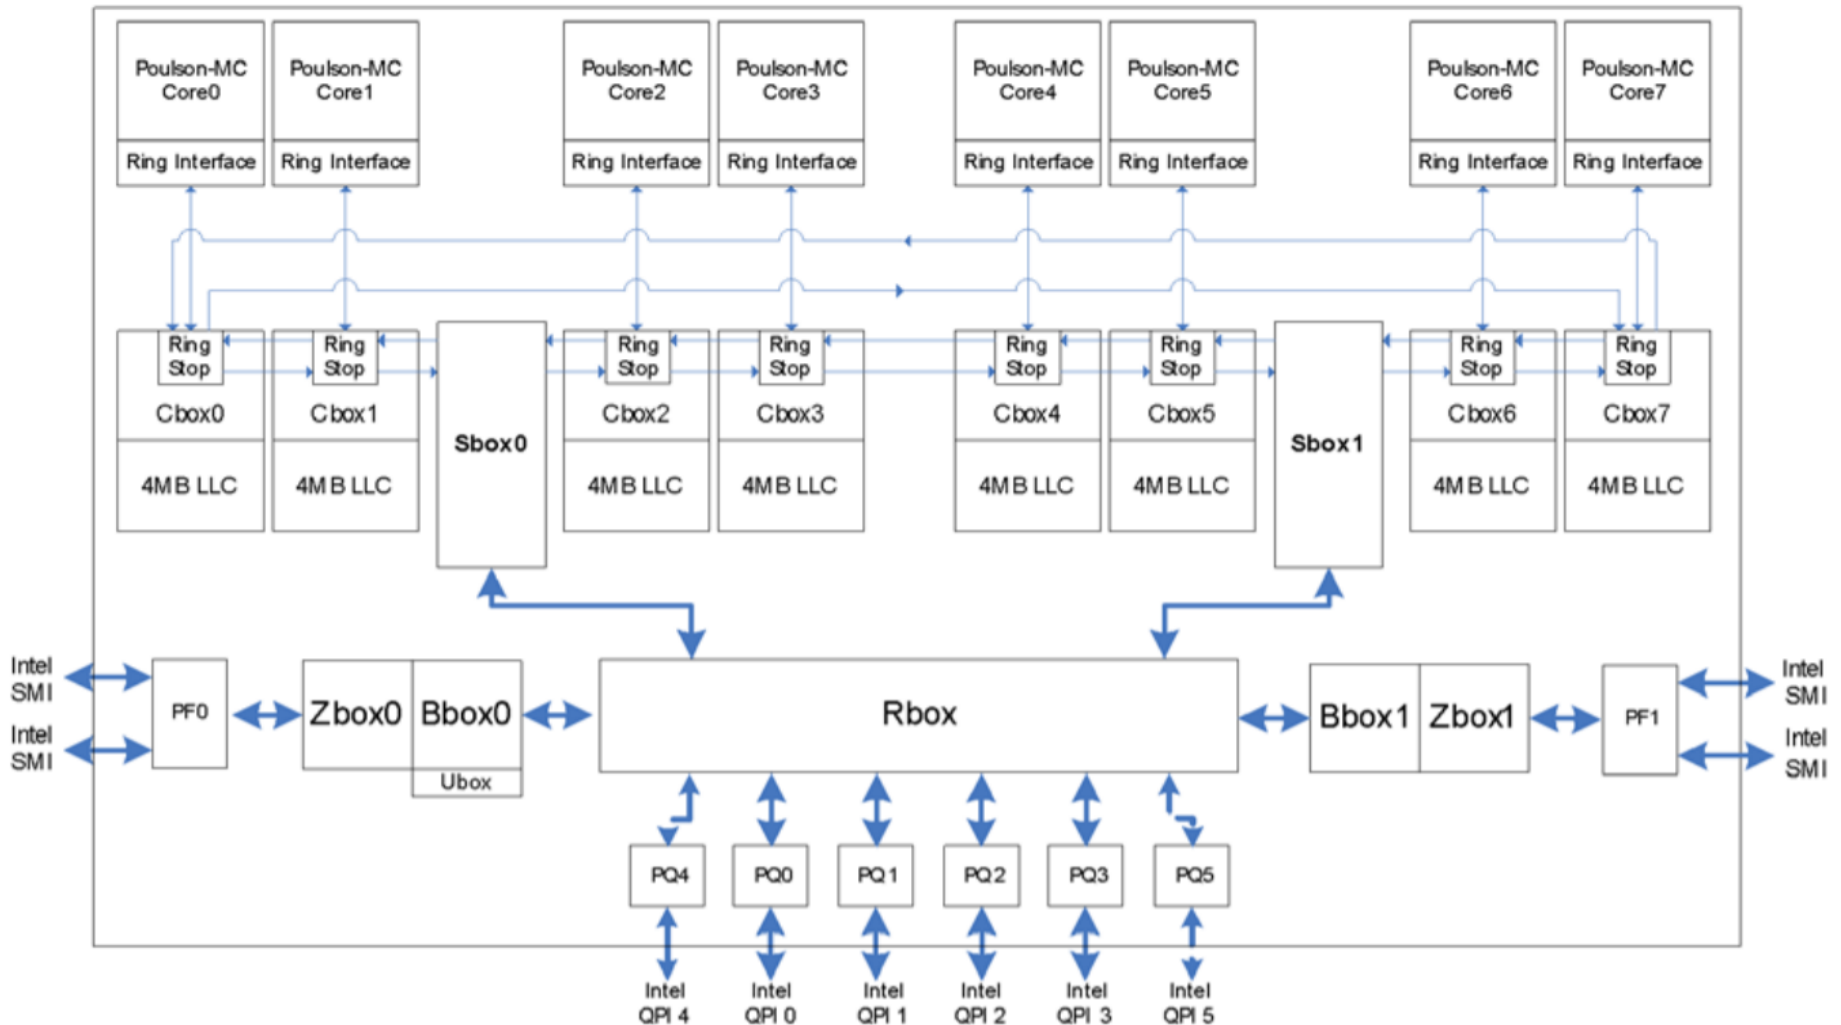 Poulson-MC Core0
Poulson-MC Core1
Poulson-MC Core2
Poulson-MC Core3
Poulson-MC Core4
Poulson-MC Core5
Poulson-MC Core6
Poulson-MC Core7
Ring Interface
Ring Interface
Ring Interface
Ring Interface
Ring Interface
Ring Interface
Ring Interface
Ring Interface
Ring Stop
Ring Stop
Ring Stop
Ring Stop
Ring Stop
Ring Stop
Ring Stop
Ring Stop
Cbox0
Cbox1
Sbox0
Cbox2
Cbox3
Cbox4
Cbox5
Sbox1
Cbox6
Cbox7
4MB LLC
4MB LLC
4MB LLC
4MB LLC
4MB LLC
4MB LLC
4MB LLC
4MB LLC
Intel SMI
Intel SMI
PF0
Zbox0
Bbox0
Ubox
Rbox
Bbox1
Zbox1
PF1
Intel SMI
Intel SMI
PQ4
PQ0
PQ1
PQ2
PQ3
PQ5
Intel QPI 4
Intel QPI 0
Intel QPI 1
Intel QPI 2
Intel QPI 3
Intel QPI 5